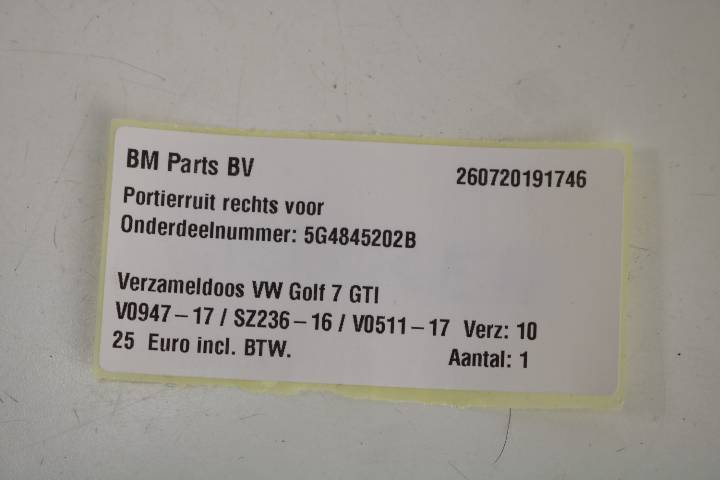 BM Parts BV 260720191746
Portierruit rechts voor
Onderdeelnummer: 5G4845202B
Verzameldoos VW Golf 7 GTI
V0947-17 / SZ236-16 / V0511-17 Verz: 10
25 Euro incl. BTW. Aantal: 1